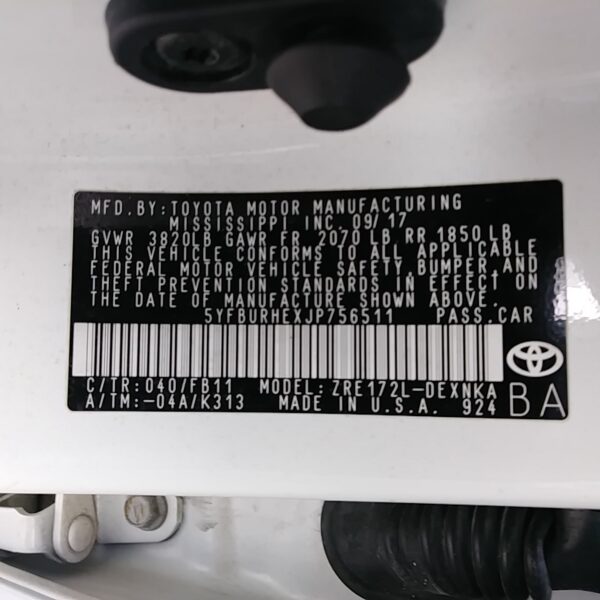 MFD. BY: TOYOTA MOTOR MANUFACTURING
MISSISSIPPI INC. 09/17
GVWR 3820LB GAWR FR. 2070 LB, RR 1850 LB
THIS VEHICLE CONFORMS TO ALL APPLICABLE
FEDERAL MOTOR VEHICLE SAFETY,BUMPER,AND
THEFT PREVENTION STANDARDS IN EFFECT ON
THE DATE OF MANUFACTURE SHOWN ABOVE.
5YFBURHEXJP756511 PASS.CAR
C/TR: 040/FB11 MODEL: ZRE172L-DEXNKA
A/TM:-04A/K313 MADE IN U.S.A. 924
BA